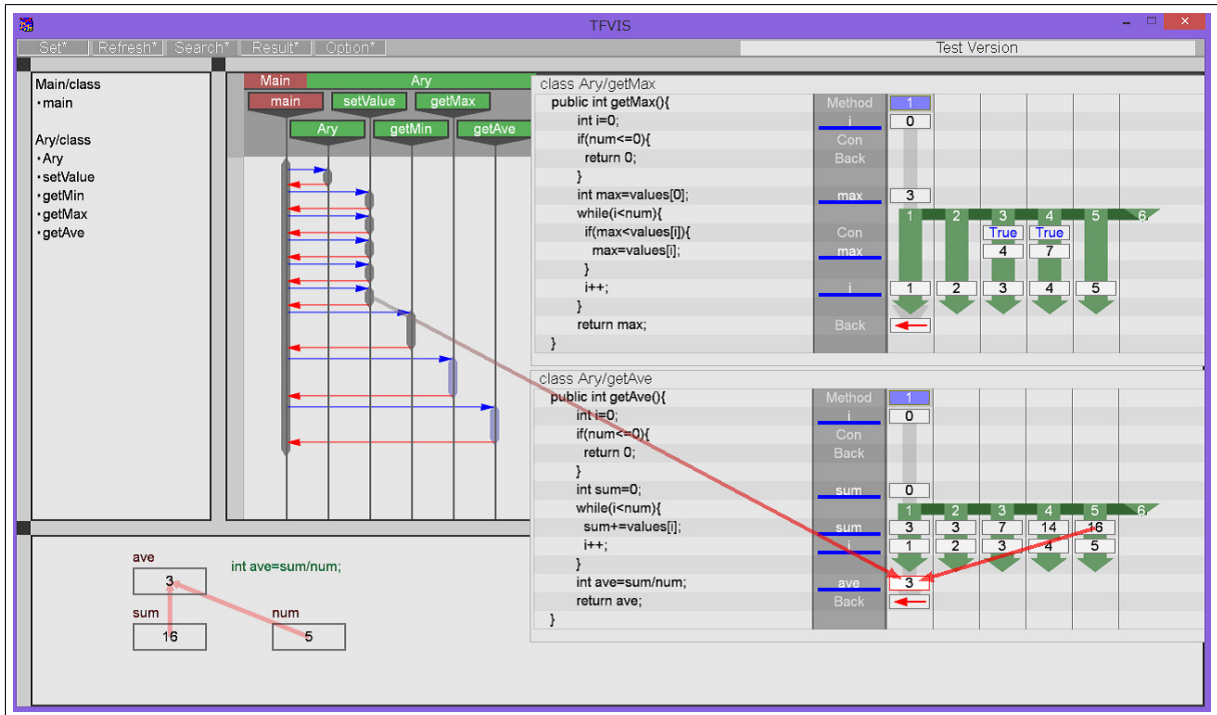 TFVIS
Set* Refresh* Search* Result* Option* Test Version
Main/class
・main
Ary/class
・Ary
・setValue
・getMin
・getMax
・getAve
Main Ary
main setValue getMax
Ary getMin getAve
class Ary/getMax
public int getMax(){ Method 1
int i=0; i 0
if(num<=0){ Con
return 0; Back
}
int max=values[0]; max 3
while(i<num){ 1 2 3 4 5 6
if(max<values[i]){ Con True True
max=values[i]; max 4 7
}
i++; i 1 2 3 4 5
}
return max; Back
}
class Ary/getAve
public int getAve(){ Method 1
int i=0; i 0
if(num<=0){ Con
return 0; Back
}
int sum=0; sum 0
while(i<num){ 1 2 3 4 5 6
sum+=values[i]; sum 3 3 7 14 16
i++; i 1 2 3 4 5
}
int ave=sum/num; ave 3
return ave; Back
}
ave int ave=sum/num;
3
sum num
16 5